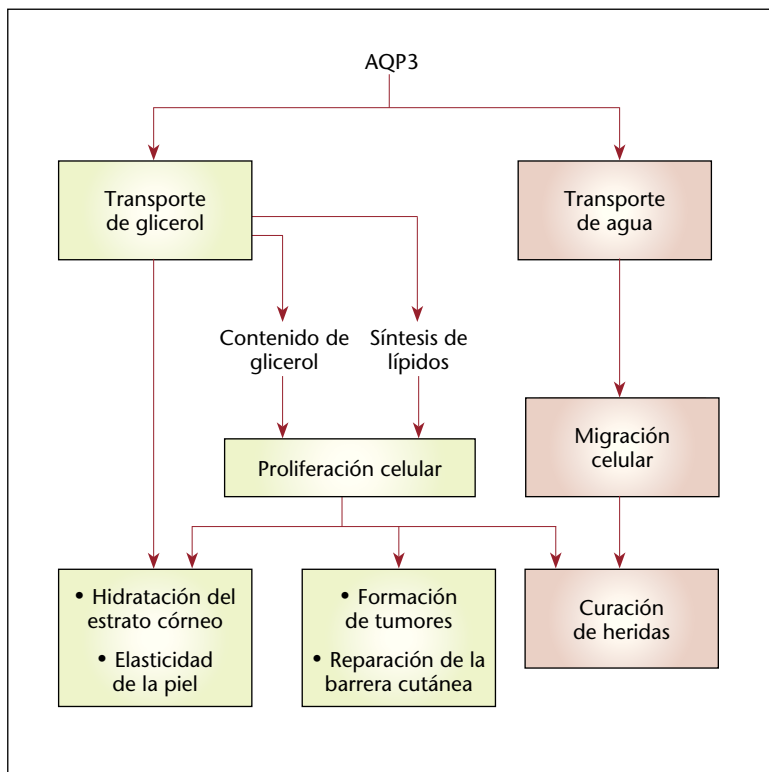 AQP3
Transporte
de glicerol
Transporte
de agua
Contenido de
glicerol
Síntesis de
lípidos
Proliferación celular
Migración
celular
• Hidratación del
estrato córneo
• Elasticidad
de la piel
• Formación
de tumores
• Reparación de la
barrera cutánea
Curación
de heridas